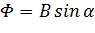 Φ = B sin α